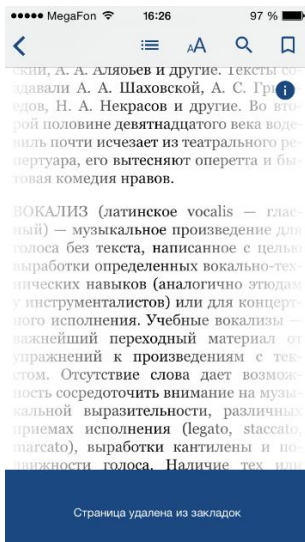 MegaFon 16:26 97 %
AA
ский, А. А. Алябьев и другие. Тексты со-
здавали А. А. Шаховской, А. С. Гри
едов, Н. А. Некрасов и другие. Во вто-
рой половине девятнадцатого века воде-
виль почти исчезает из театрального ре-
пертуара, его вытесняют оперетта и бы-
товая комедия нравов.
ВОКАЛИЗ (латинское vocalis — глас-
ный) — музыкальное произведение для
голоса без текста, написанное с целью
выработки определенных вокально-тех-
нических навыков (аналогично этюдам
у инструменталистов) или для концерт-
ного исполнения. Учебные вокализы —
важнейший переходный материал от
упражнений к произведениям с тек-
стом. Отсутствие слова дает возмож-
ность сосредоточить внимание на музы-
кальной выразительности, различных
приемах исполнения (legato, staccato,
marcato), выработки кантилены и по-
движности голоса. Наличие тех или
Страница удалена из закладок